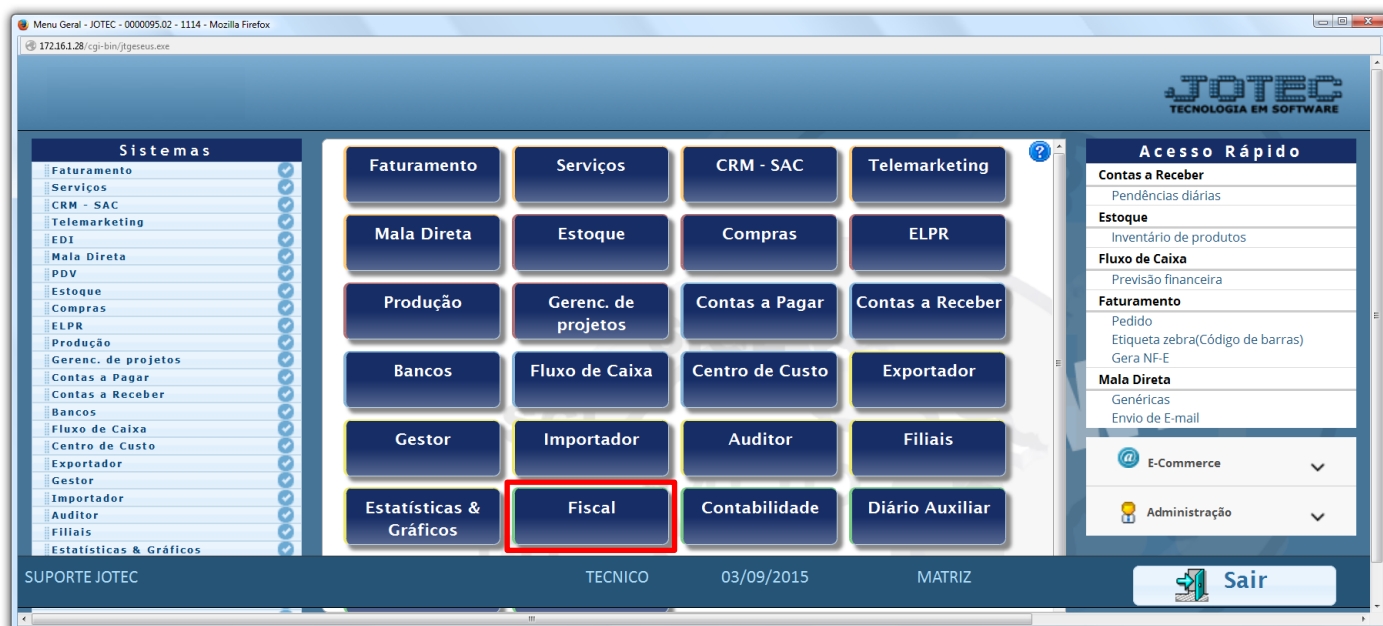 Menu Geral - JOTEC - 0000095.02 - 1114 - Mozilla Firefox
172.16.1.28/cgi-bin/jtgeseus.exe
JOTEC
TECNOLOGIA EM SOFTWARE
Sistemas
Faturamento
Serviços
CRM - SAC
Telemarketing
EDI
Mala Direta
PDV
Estoque
Compras
ELPR
Produção
Gerenc. de projetos
Contas a Pagar
Contas a Receber
Bancos
Fluxo de Caixa
Centro de Custo
Exportador
Gestor
Importador
Auditor
Filiais
Estatísticas & Gráficos
Faturamento
Serviços
CRM - SAC
Telemarketing
Mala Direta
Estoque
Compras
ELPR
Produção
Gerenc. de
projetos
Contas a Pagar
Contas a Receber
Bancos
Fluxo de Caixa
Centro de Custo
Exportador
Gestor
Importador
Auditor
Filiais
Estatísticas &
Gráficos
Fiscal
Contabilidade
Diário Auxiliar
?
Acesso Rápido
Contas a Receber
Pendências diárias
Estoque
Inventário de produtos
Fluxo de Caixa
Previsão financeira
Faturamento
Pedido
Etiqueta zebra(Código de barras)
Gera NF-E
Mala Direta
Genéricas
Envio de E-mail
@ E-Commerce
Administração
SUPORTE JOTEC TECNICO 03/09/2015 MATRIZ
Sair